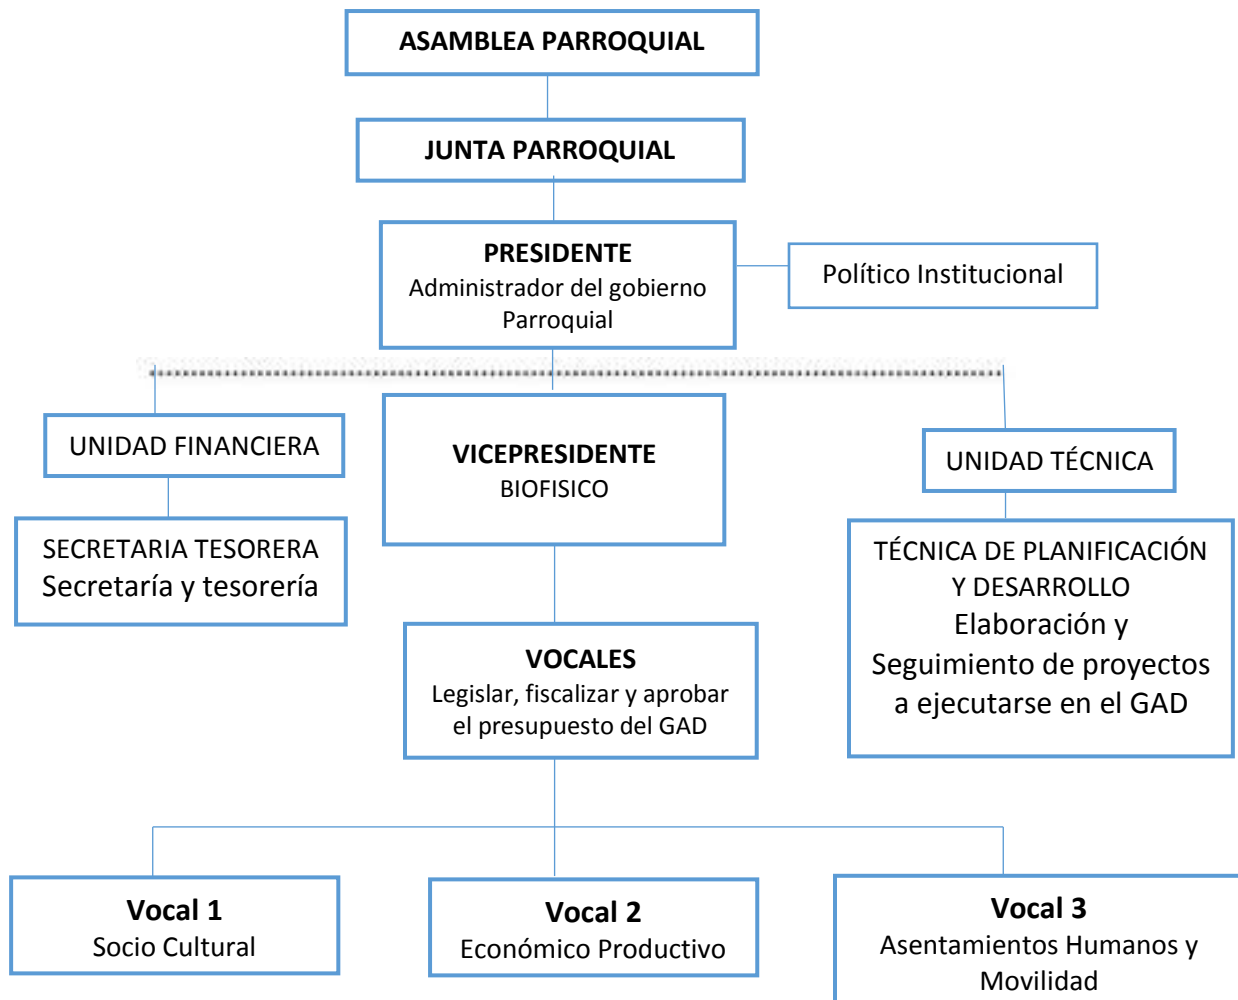 ASAMBLEA PARROQUIAL
JUNTA PARROQUIAL
PRESIDENTE
Administrador del gobierno
Parroquial
Político Institucional
UNIDAD FINANCIERA
VICEPRESIDENTE
BIOFISICO
UNIDAD TÉCNICA
SECRETARIA TESORERA
Secretaría y tesorería
TÉCNICA DE PLANIFICACIÓN
Y DESARROLLO
Elaboración y
Seguimiento de proyectos
a ejecutarse en el GAD
VOCALES
Legislar, fiscalizar y aprobar
el presupuesto del GAD
Vocal 1
Socio Cultural
Vocal 2
Económico Productivo
Vocal 3
Asentamientos Humanos y
Movilidad